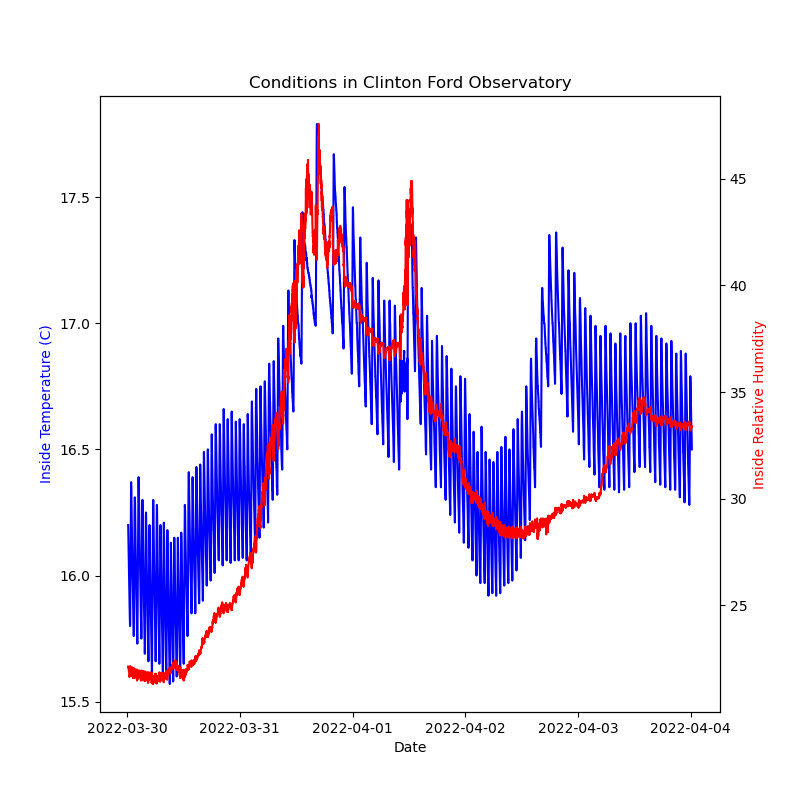 Conditions in Clinton Ford Observatory
Inside Temperature (C)
17.5
17.0
16.5
16.0
15.5
45
40
35
30
25
Inside Relative Humidity
2022-03-30 2022-03-31 2022-04-01 2022-04-02 2022-04-03 2022-04-04
Date